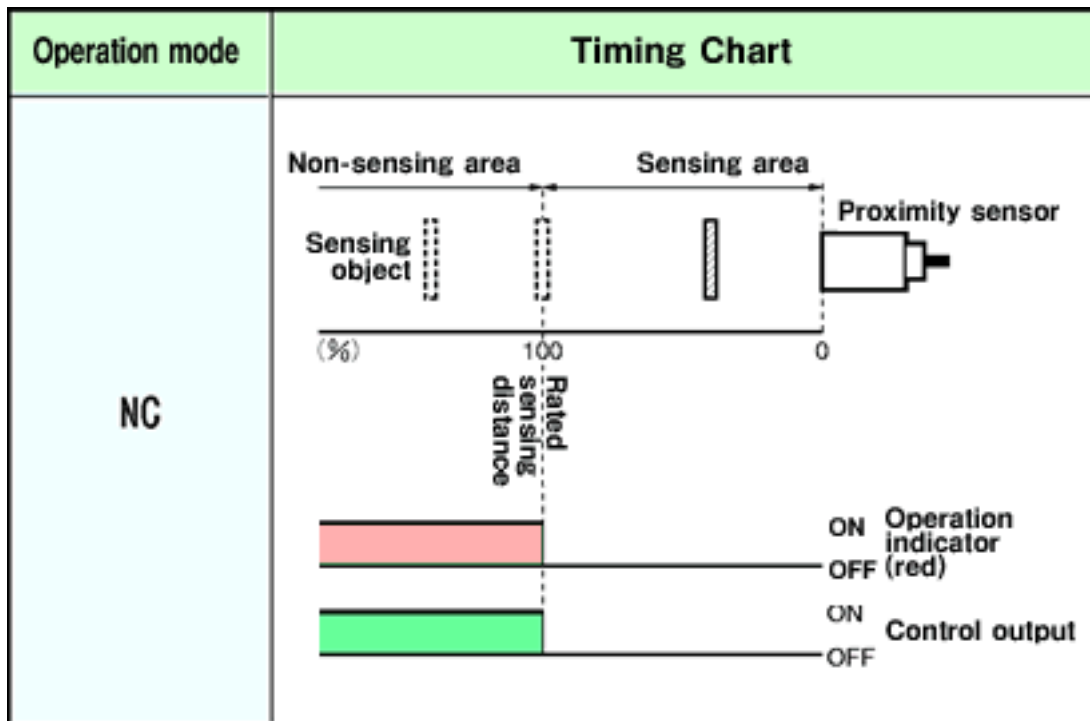 Operation mode
Timing Chart
NC
Non-sensing area
Sensing area
Proximity sensor
Sensing
object
(%)
100
0
Rated
sensing
distance
ON
OFF
Operation
indicator
(red)
ON
OFF
Control output